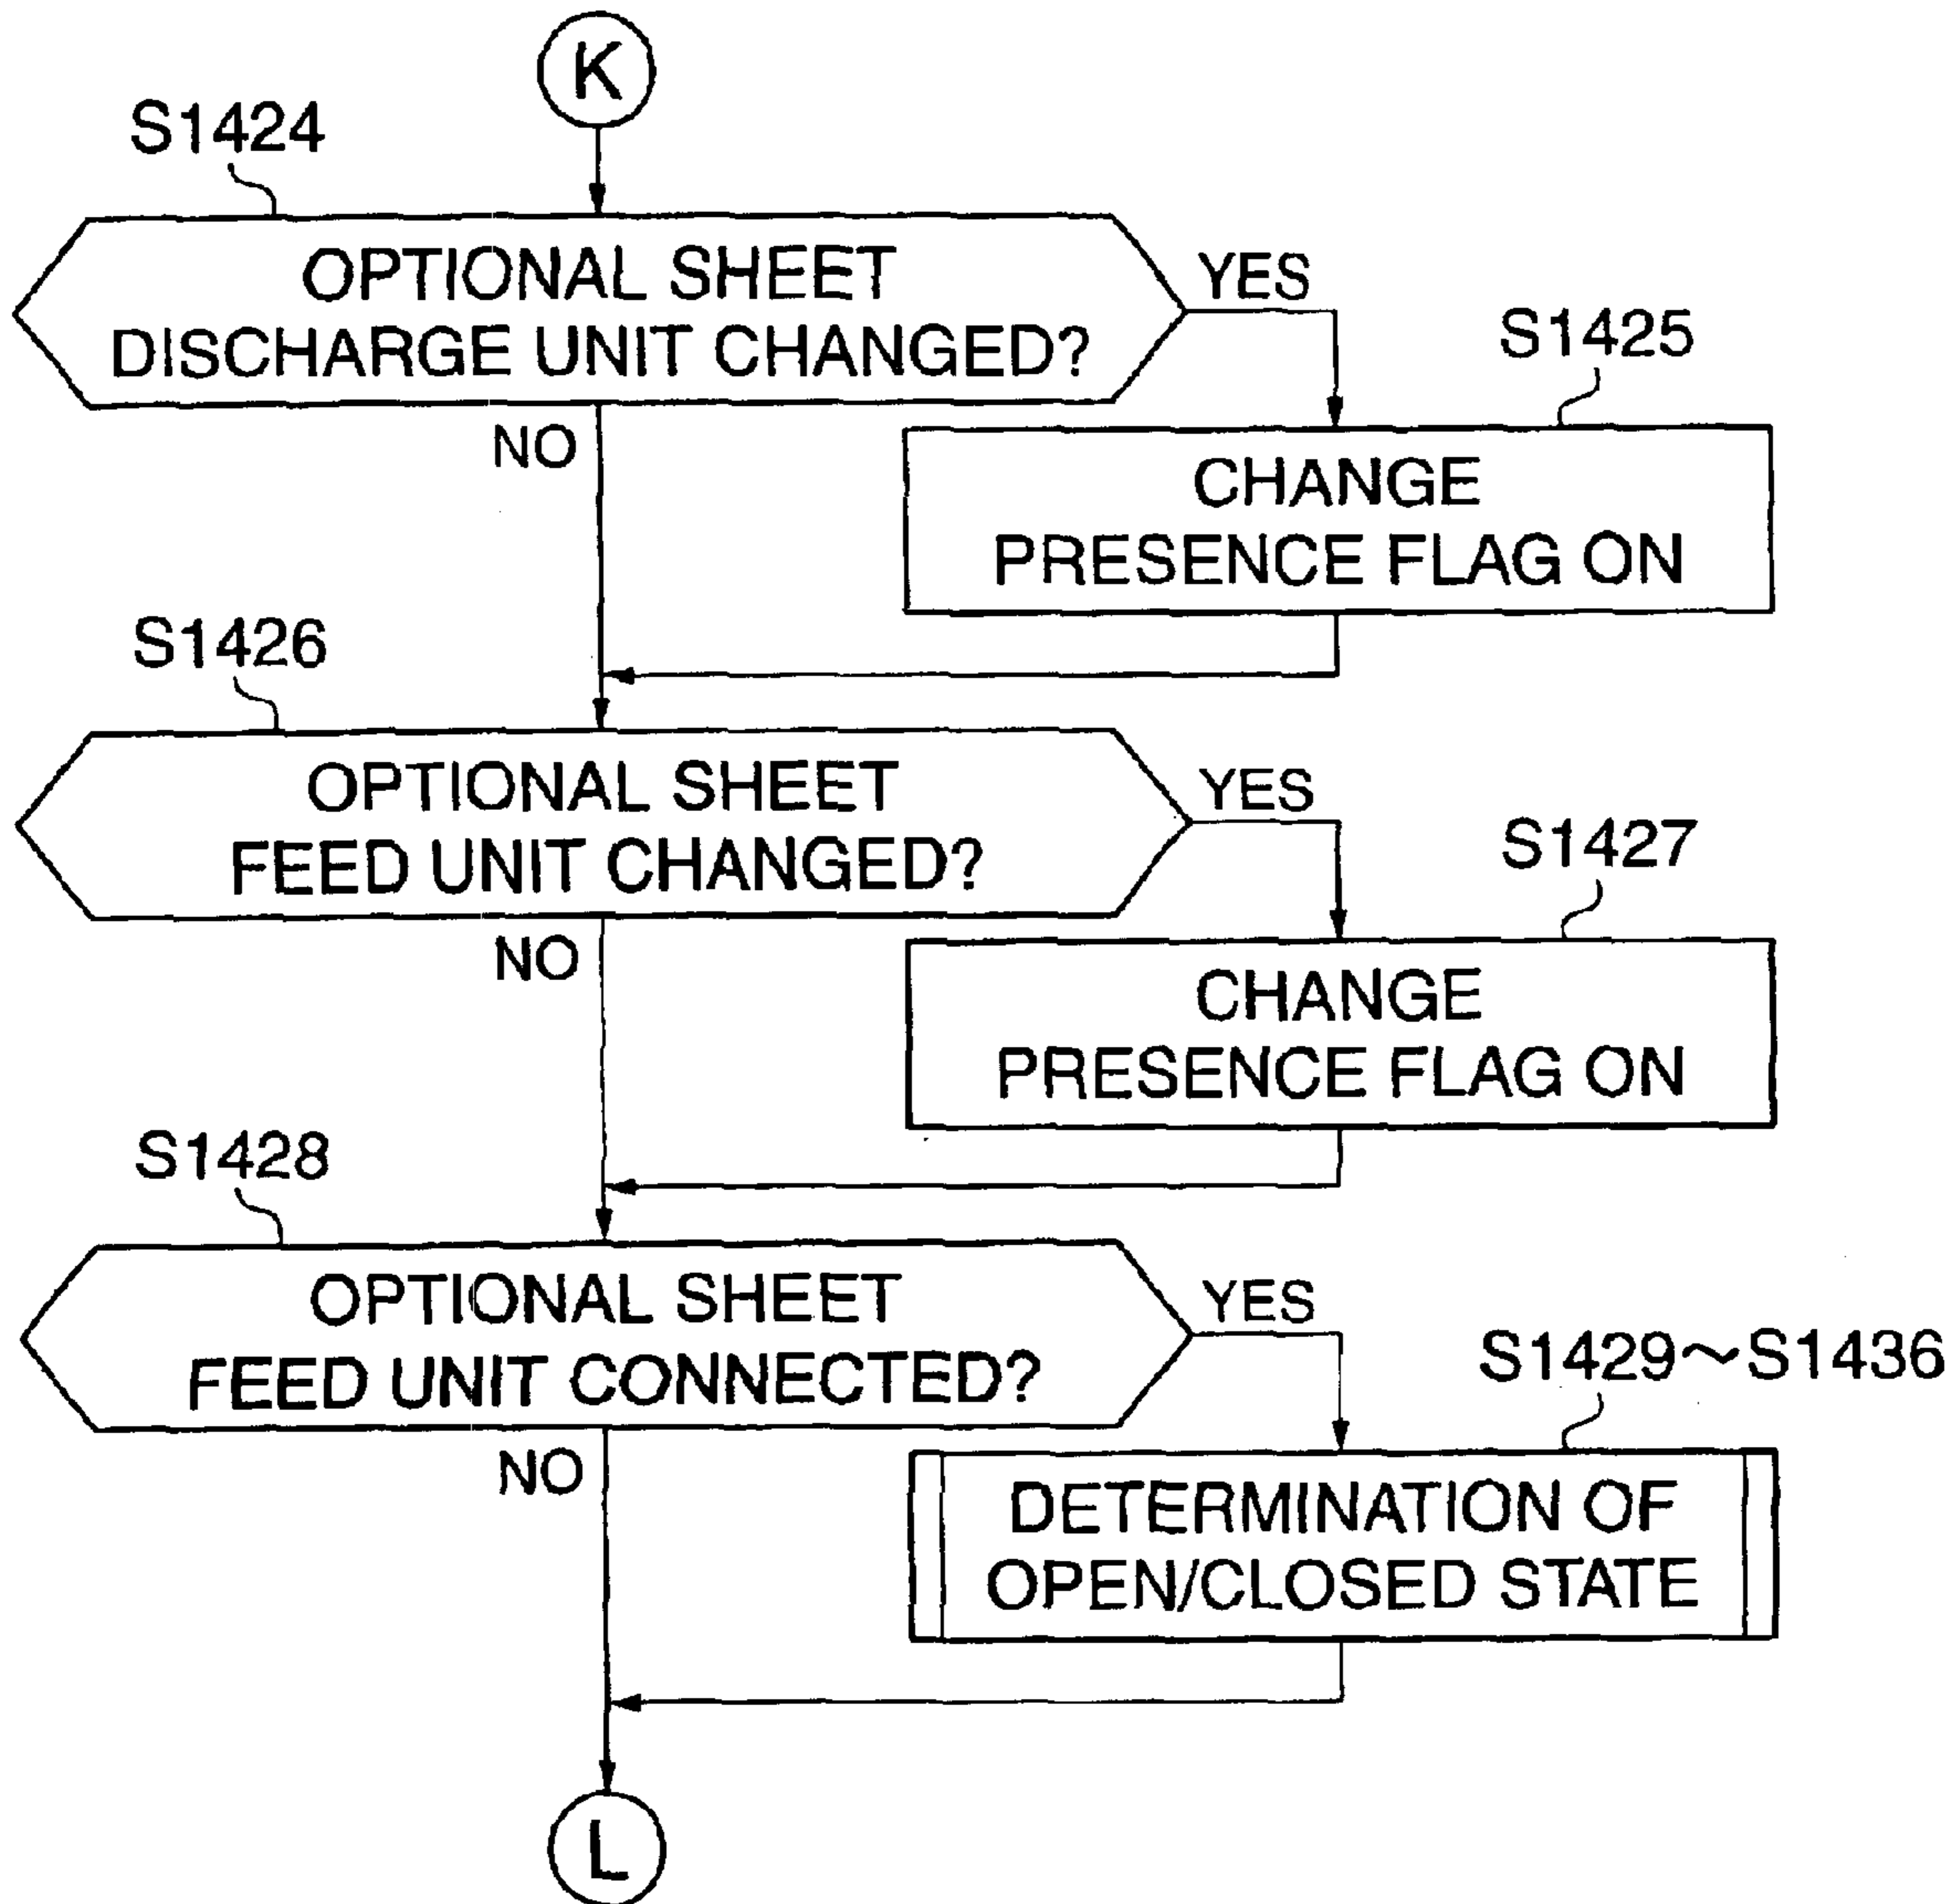 K
S1424
OPTIONAL SHEET
DISCHARGE UNIT CHANGED?
YES
S1425
NO
CHANGE
PRESENCE FLAG ON
S1426
OPTIONAL SHEET
FEED UNIT CHANGED?
YES
S1427
NO
CHANGE
PRESENCE FLAG ON
S1428
OPTIONAL SHEET
FEED UNIT CONNECTED?
YES
S1429~S1436
NO
DETERMINATION OF
OPEN/CLOSED STATE
L